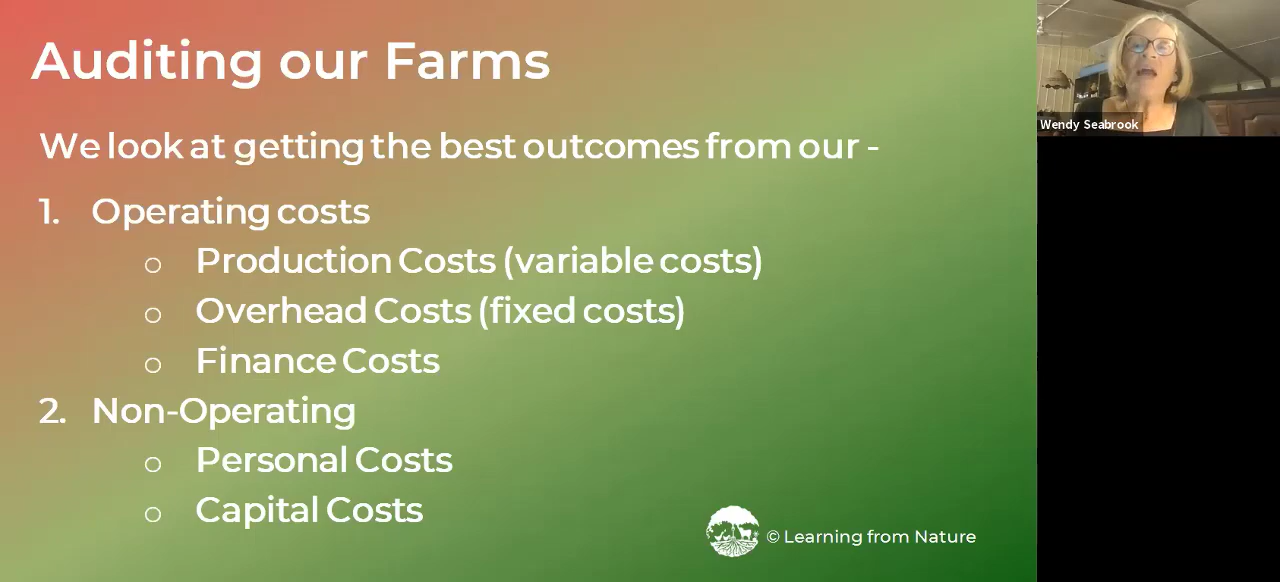 Auditing our Farms
We look at getting the best outcomes from our -
1. Operating costs
o Production Costs (variable costs)
o Overhead Costs (fixed costs)
o Finance Costs
2. Non-Operating
o Personal Costs
o Capital Costs
© Learning from Nature
Wendy Seabrook